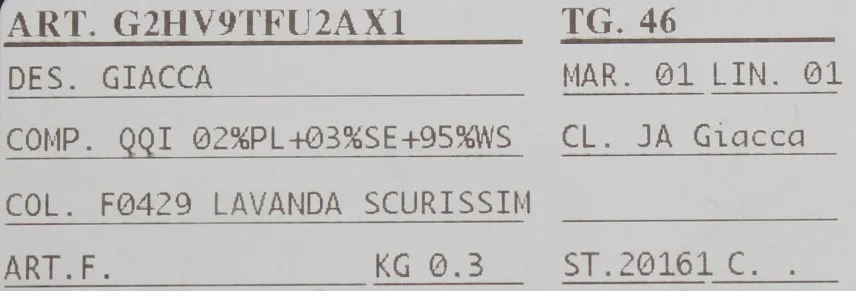 ART. G2HV9TFU2AX1 TG. 46
DES. GIACCA MAR. 01 LIN. 01
COMP. QQI 02%PL+03%SE+95%WS CL. JA Giacca
COL. F0429 LAVANDA SCURISSIM
ART.F. KG 0.3 ST.20161 C. .